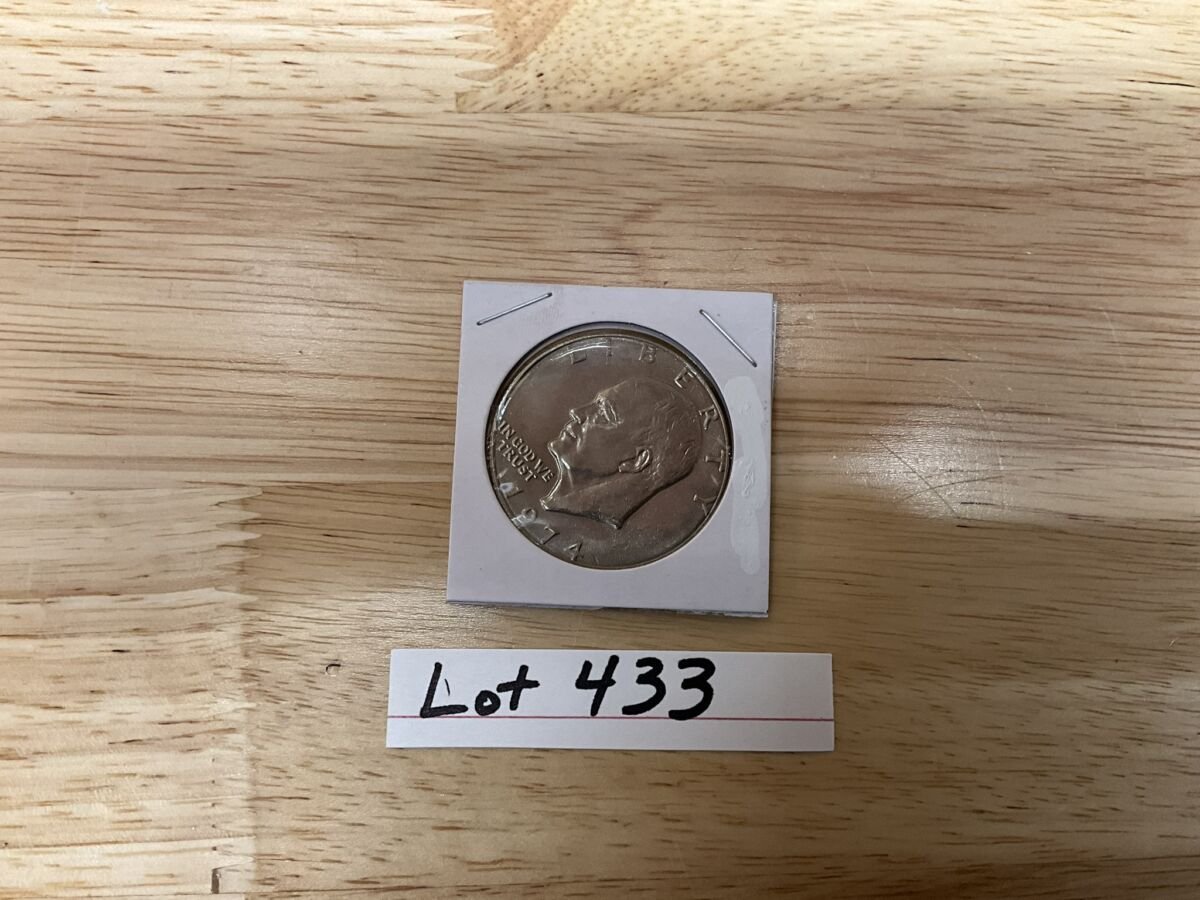 LIBERTY
IN GOD WE
TRUST
1974
Lot 433